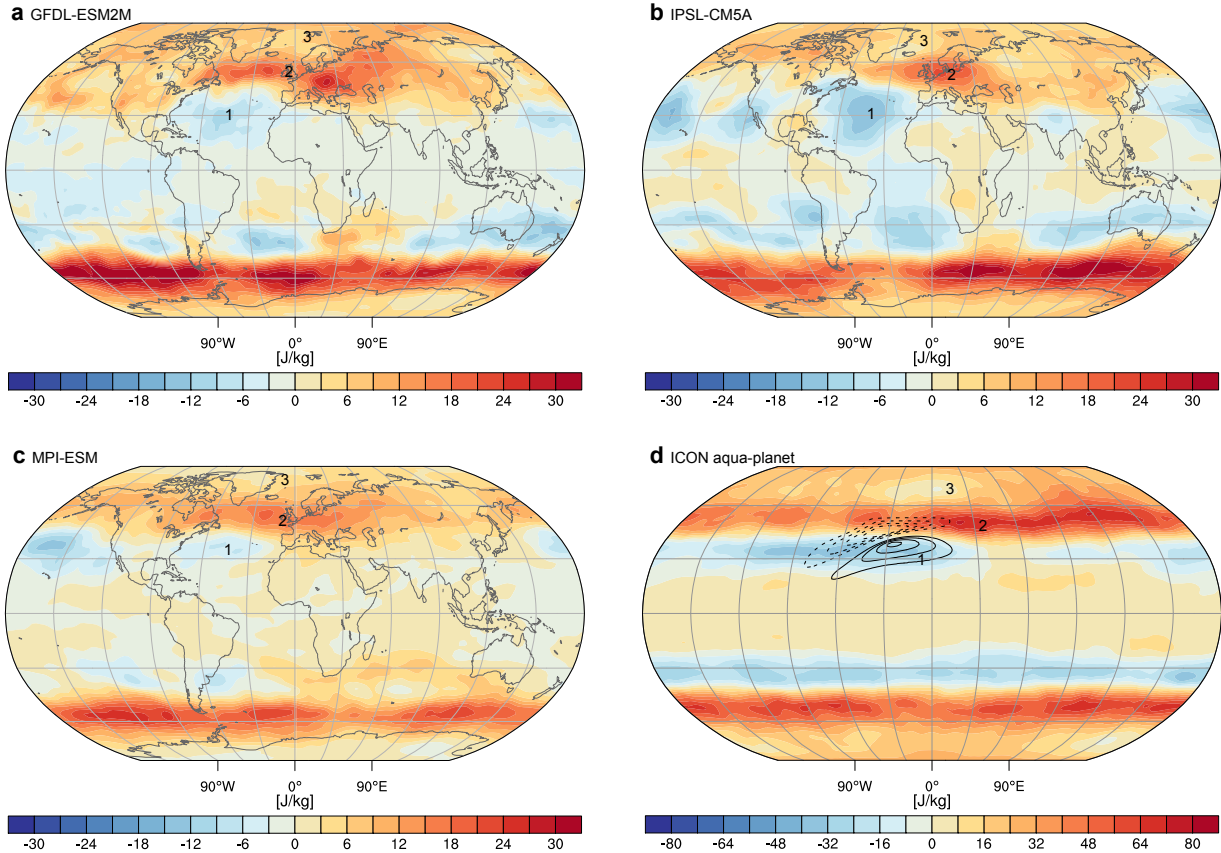 a GFDL-ESM2M
3
2
1
90°W 0° 90°E
[J/kg]
-30 -24 -18 -12 -6 0 6 12 18 24 30
b IPSL-CM5A
3
2
1
90°W 0° 90°E
[J/kg]
-30 -24 -18 -12 -6 0 6 12 18 24 30
c MPI-ESM
3
2
1
90°W 0° 90°E
[J/kg]
-30 -24 -18 -12 -6 0 6 12 18 24 30
d ICON aqua-planet
3
2
1
90°W 0° 90°E
[J/kg]
-80 -64 -48 -32 -16 0 16 32 48 64 80